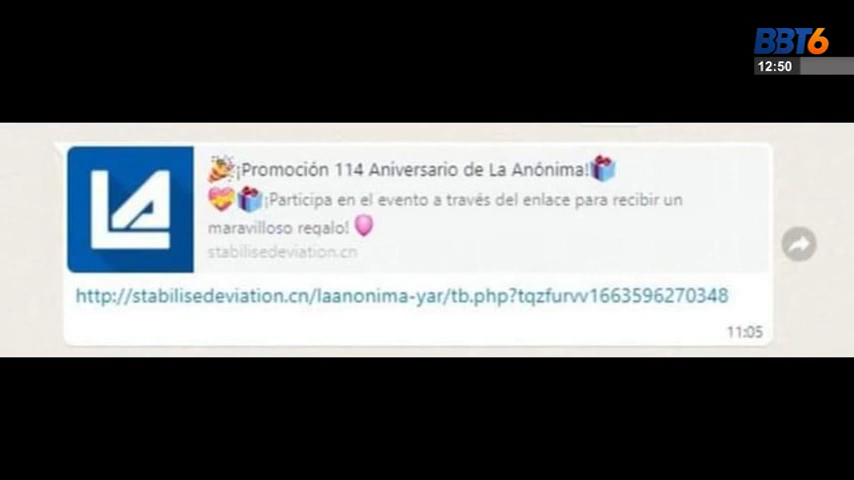 BBT6
12:50
¡Promoción 114 Aniversario de La Anónima!
¡Participa en el evento a través del enlace para recibir un
maravilloso regalo!
stabilisedeviation.cn
http://stabilisedeviation.cn/laanonima-yar/tb.php?tqzfurvv1663596270348
11:05
LA